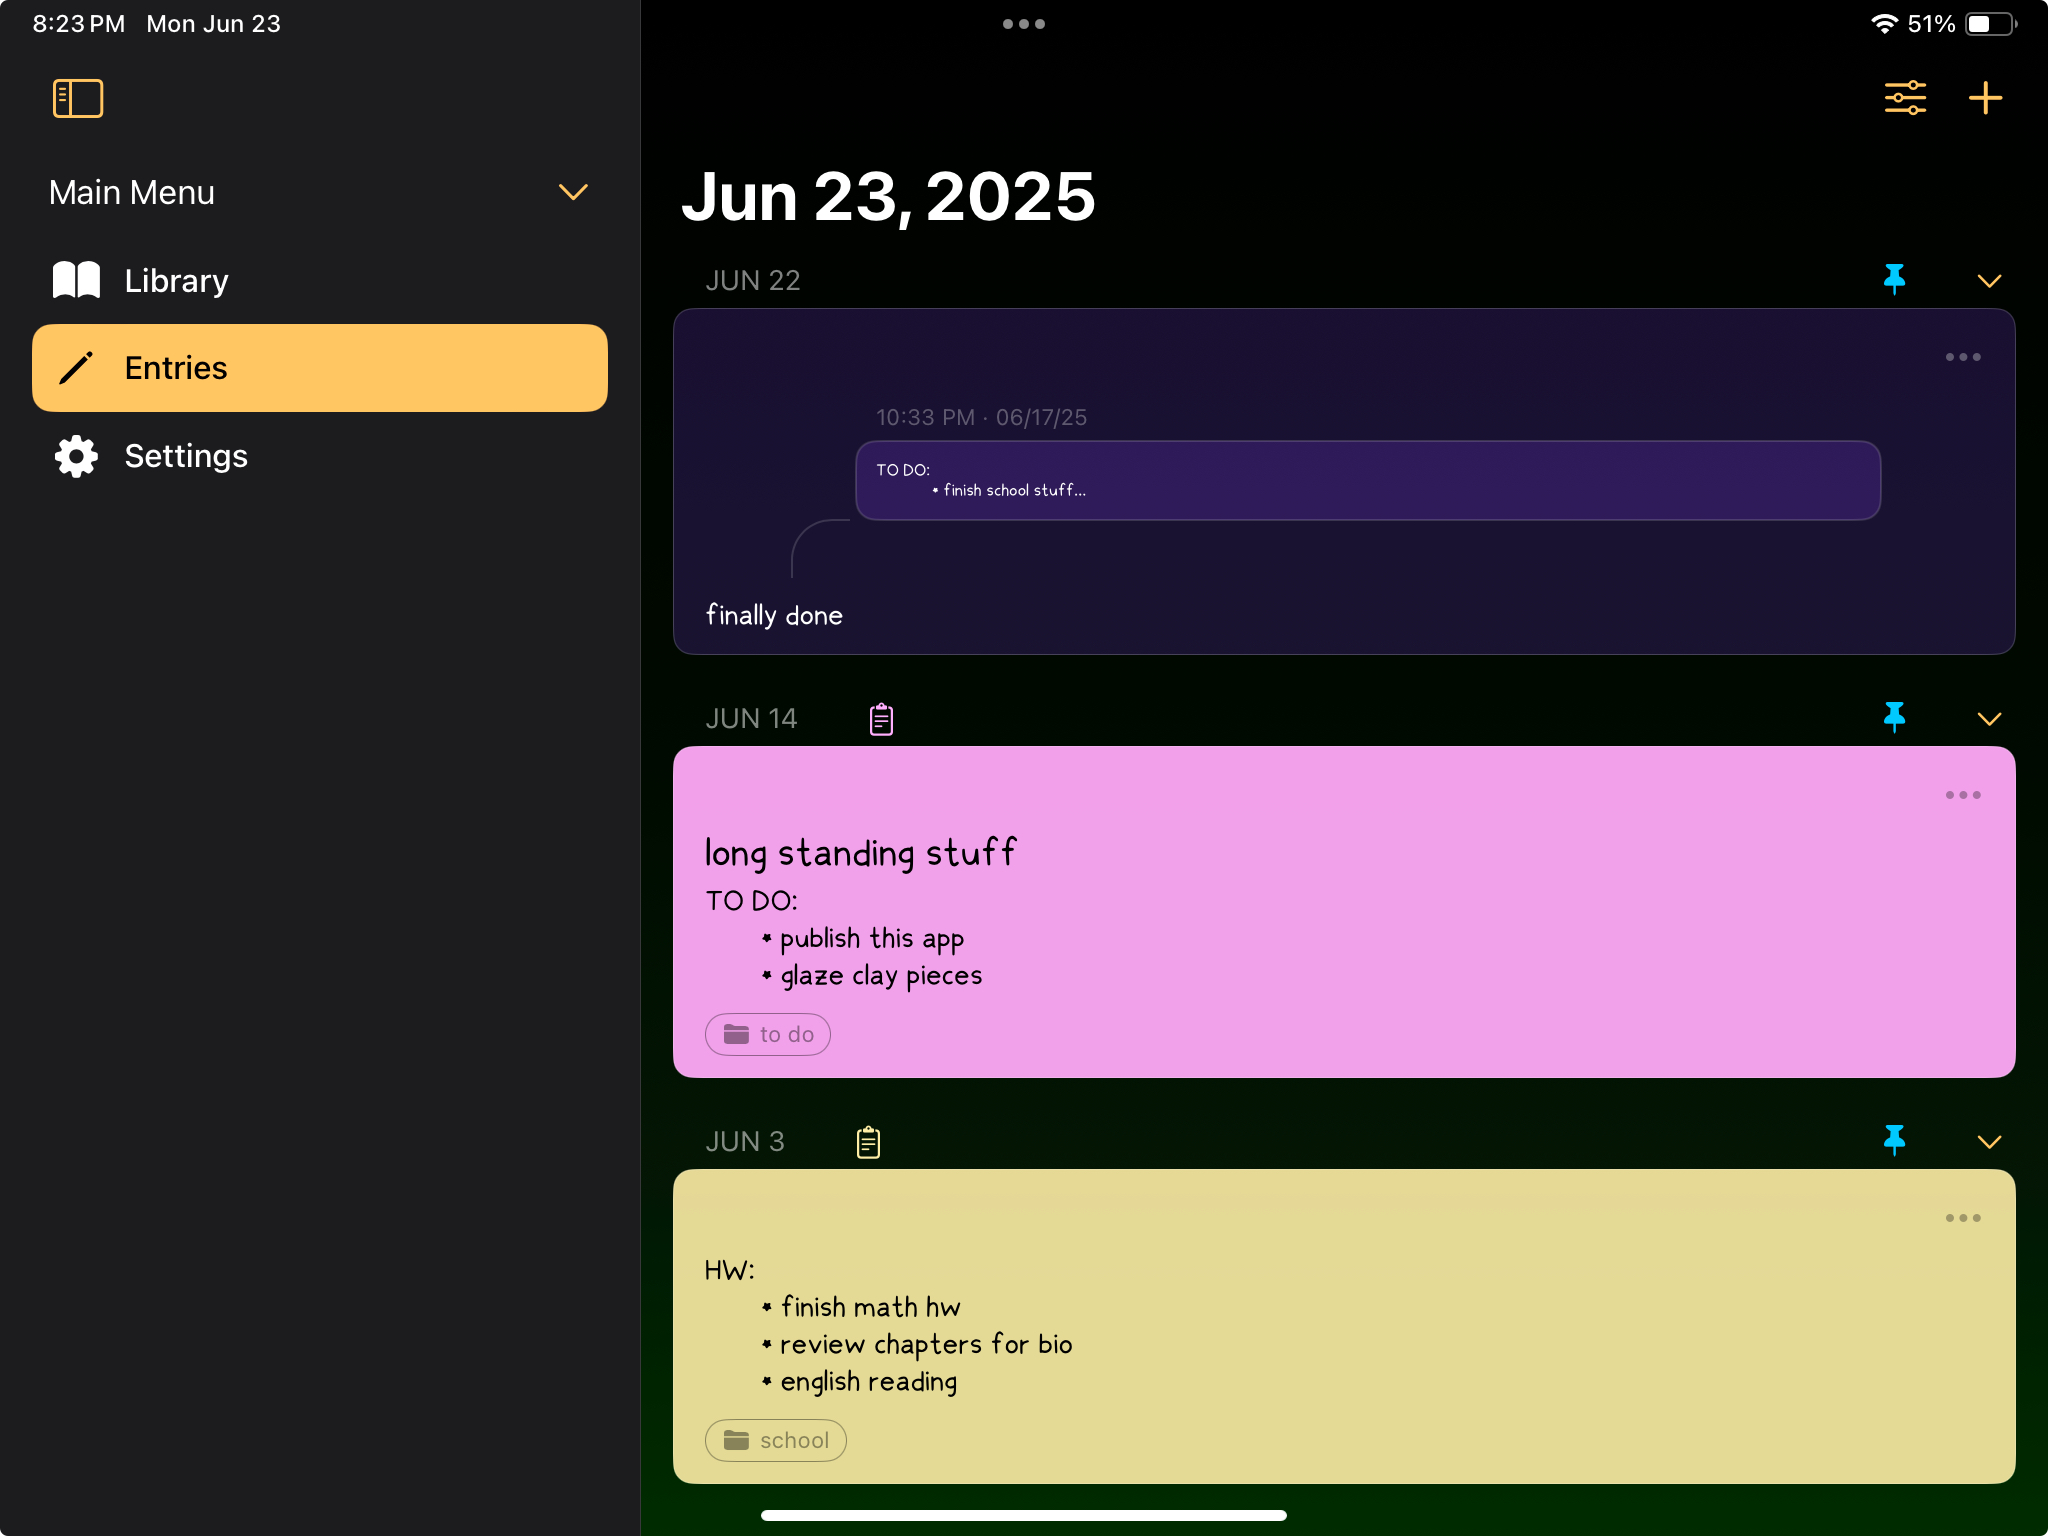 8:23 PM Mon Jun 23
51%
Main Menu
Library
Entries
Settings
Jun 23, 2025
JUN 22
10:33 PM · 06/17/25
TO DO:
* finish school stuff...
finally done
JUN 14
long standing stuff
TO DO:
* publish this app
* glaze clay pieces
to do
JUN 3
HW:
* finish math hw
* review chapters for bio
* english reading
school